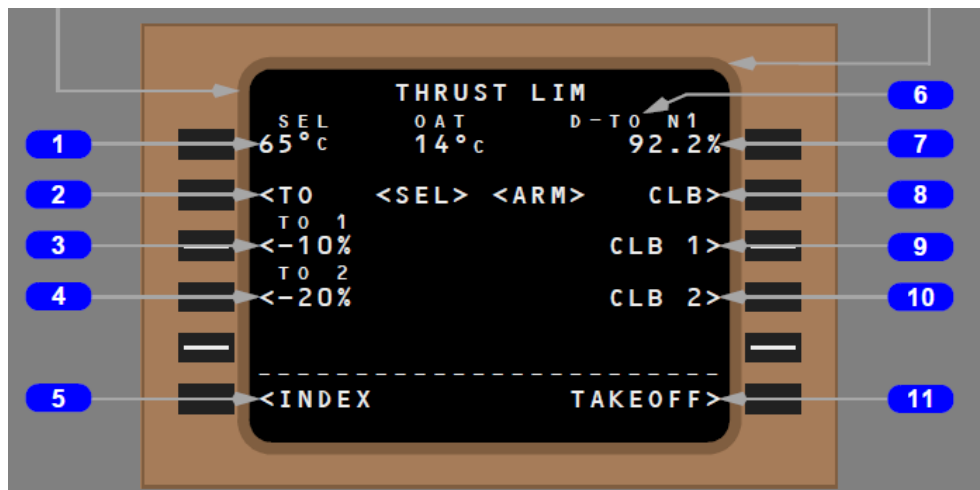 THRUST LIM
SEL OAT D-TO N1 6
1 65°C 14°C 92.2% 7
2 <TO <SEL> <ARM> CLB> 8
TO 1
3 <-10% CLB 1> 9
TO 2
4 <-20% CLB 2> 10
------------------------
5 <INDEX TAKEOFF> 11